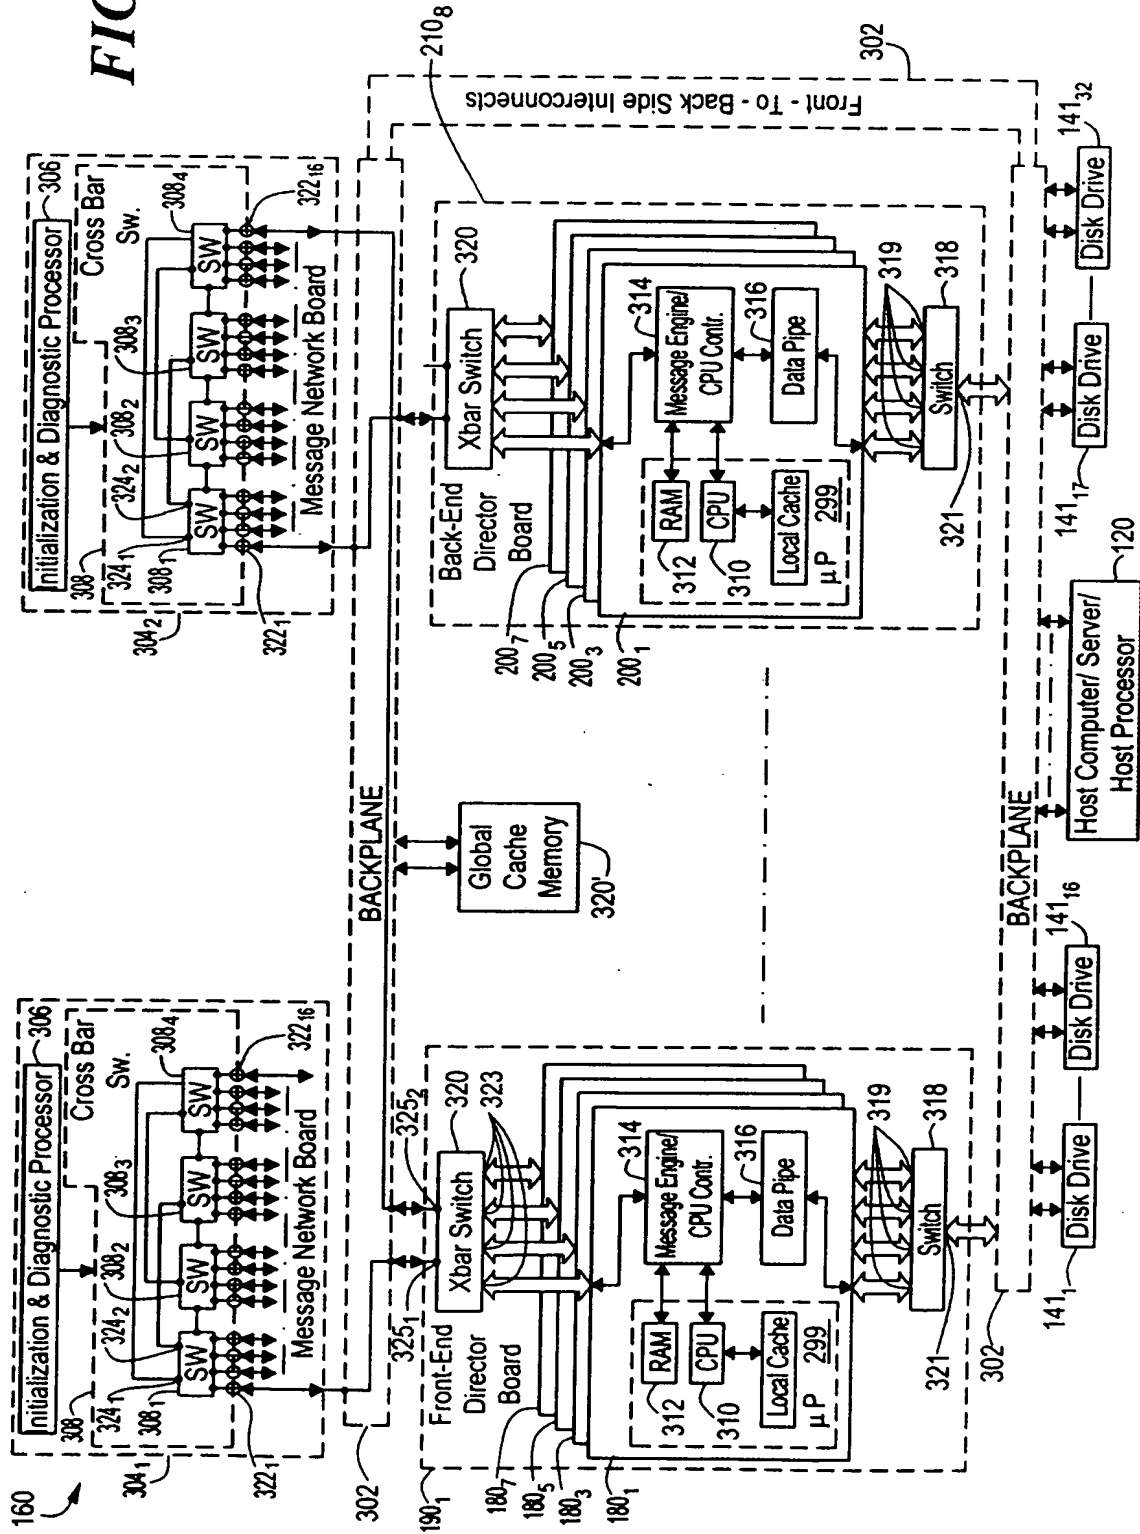 FIG
160
304₁
Initialization & Diagnostic Processor
306
308
Cross Bar
Sw.
324₁
324₂
308₁
308₂
308₃
308₄
SW
SW
SW
SW
322₁
322₁₆
Message Network Board
304₂
Initialization & Diagnostic Processor
306
308
Cross Bar
Sw.
324₁
324₂
308₁
308₂
308₃
308₄
SW
SW
SW
SW
322₁
322₁₆
Message Network Board
302
BACKPLANE
Front - To - Back Side Interconnects
302
Global
Cache
Memory
320'
190₁
325₁
325₂
Front-End
Director
Board
Xbar Switch
320
323
180₇
180₅
180₃
180₁
RAM
312
CPU
310
Local Cache
µP 299
Message Engine/
CPU Contr.
314
316
Data Pipe
319
Switch
318
321
210₈
Back-End
Director
Board
Xbar Switch
320
200₇
200₅
200₃
200₁
RAM
312
CPU
310
Local Cache
µP 299
Message Engine/
CPU Contr.
314
316
Data Pipe
319
Switch
318
321
302
BACKPLANE
141₁
Disk Drive
Disk Drive
141₁₆
Host Computer/ Server/
Host Processor
120
141₁₇
Disk Drive
Disk Drive
141₃₂